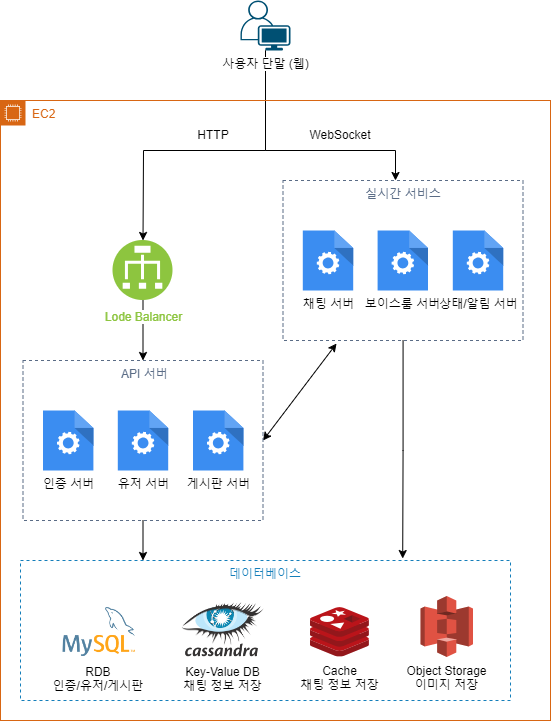 사용자 단말 (웹)
EC2
HTTP
WebSocket
실시간 서비스
채팅 서버
보이스룸 서버
상태/알림 서버
Lode Balancer
API 서버
인증 서버
유저 서버
게시판 서버
데이터베이스
MySQL
RDB
인증/유저/게시판
cassandra
Key-Value DB
채팅 정보 저장
Cache
채팅 정보 저장
Object Storage
이미지 저장